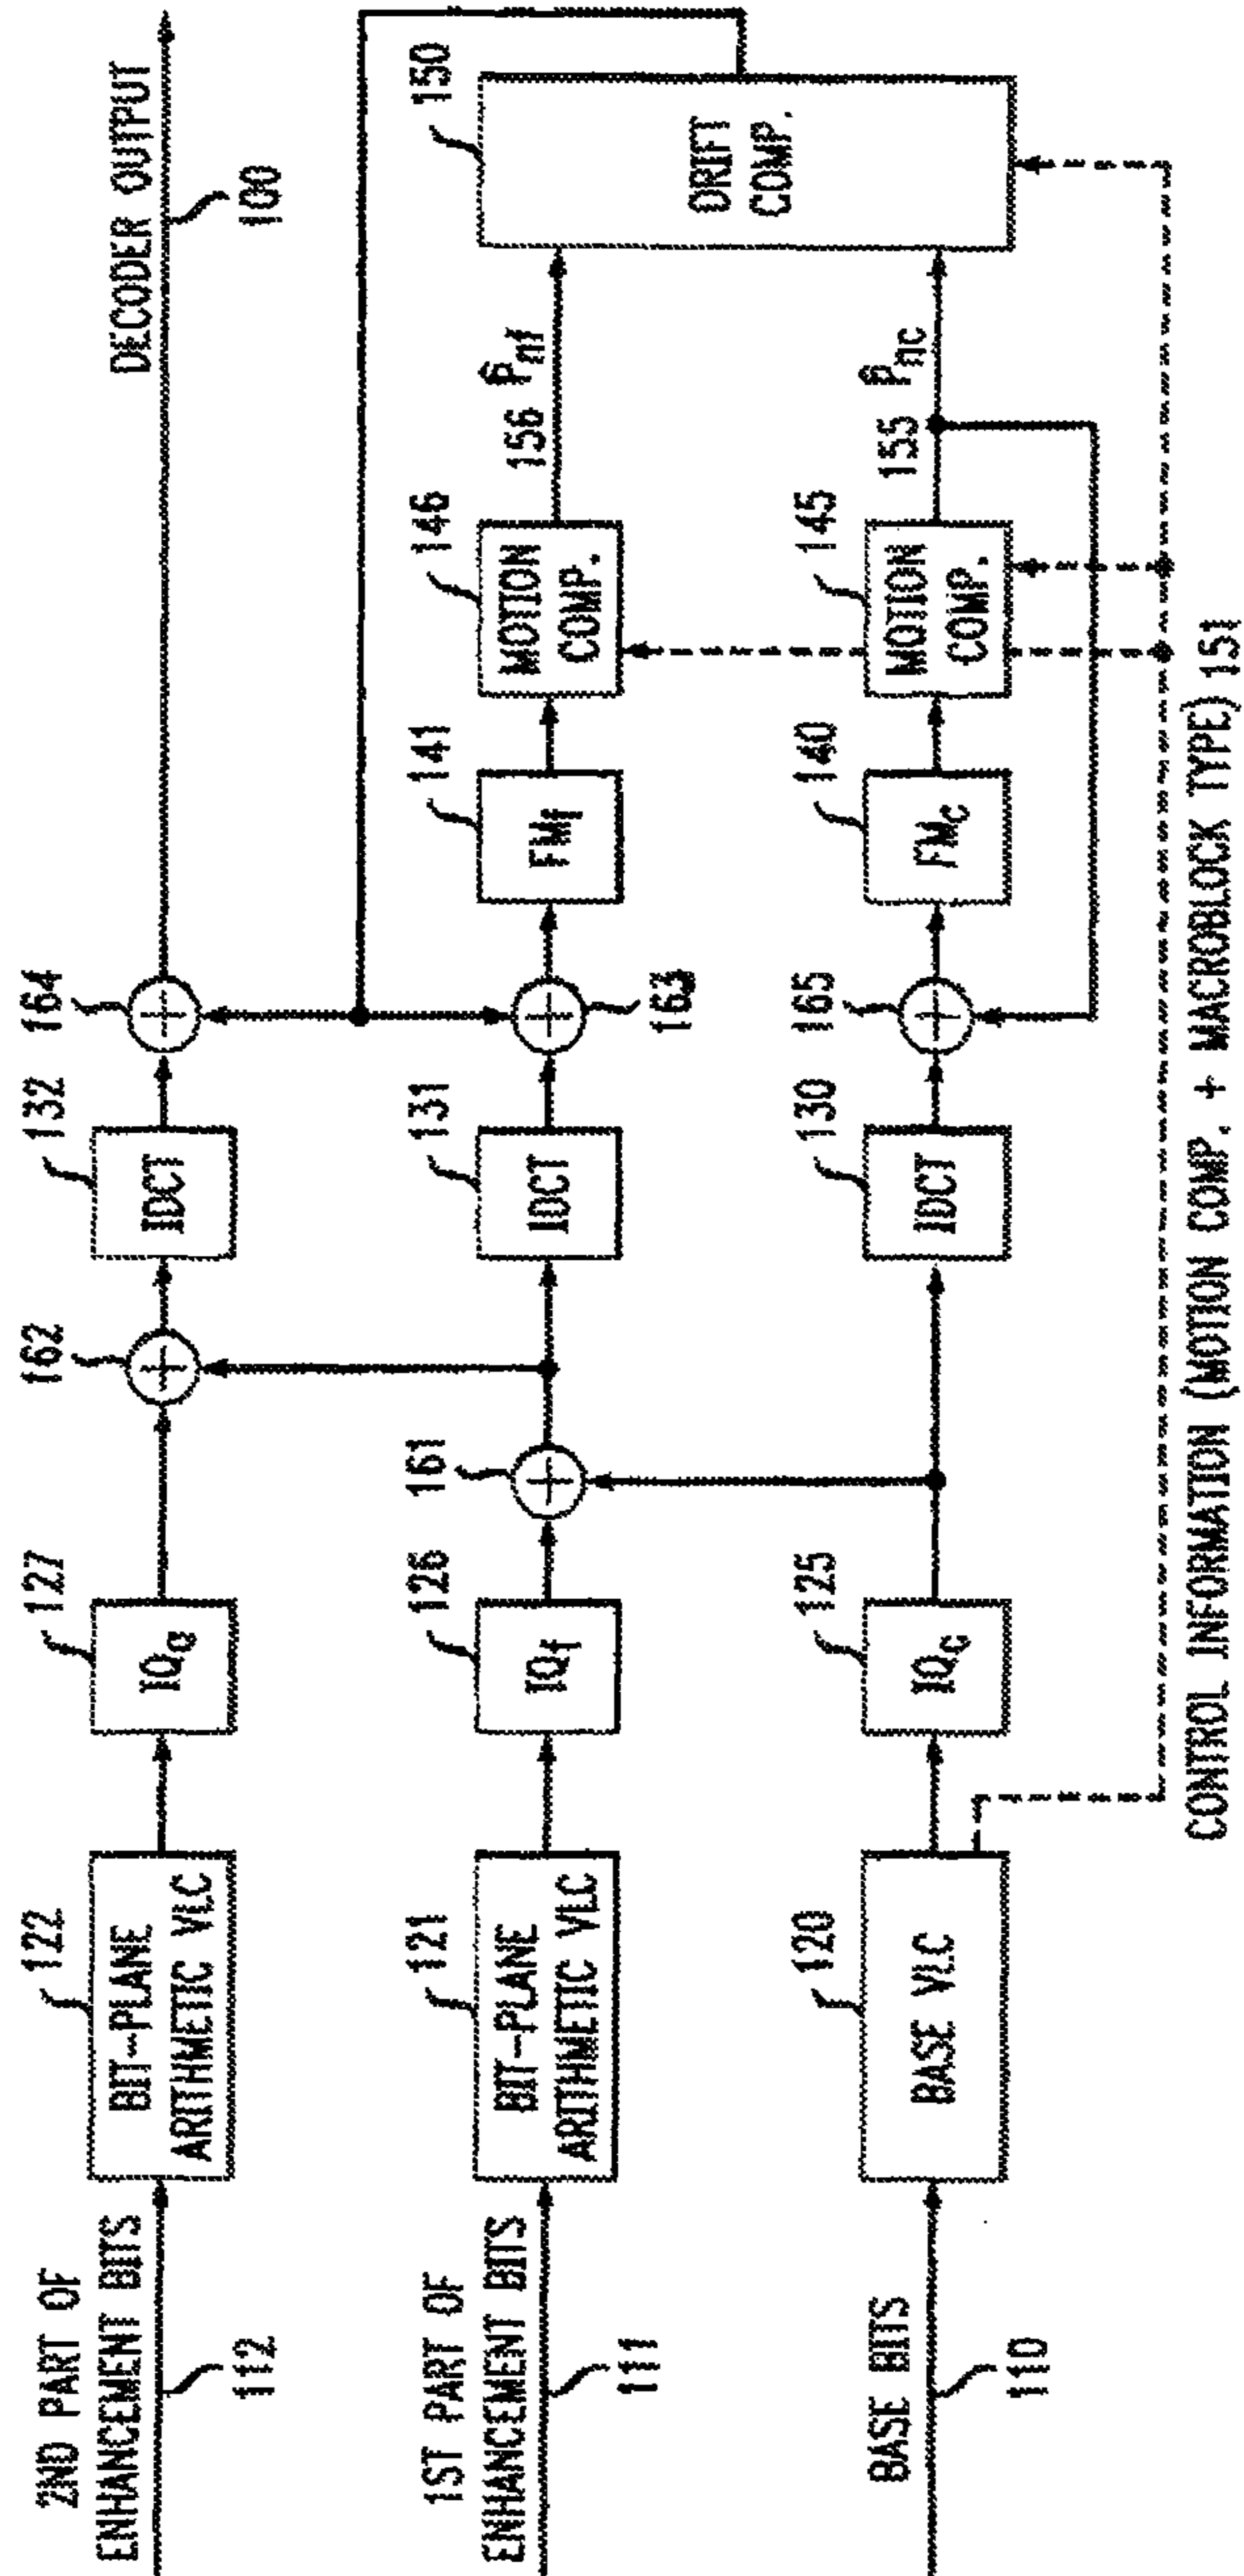 2ND PART OF
ENHANCEMENT BITS
112
122
BIT-PLANE
ARITHMETIC VLC
127
IQ
162
132
IDCT
164
DECODER OUTPUT
100
1ST PART OF
ENHANCEMENT BITS
111
121
BIT-PLANE
ARITHMETIC VLC
126
IQf
161
131
IDCT
163
141
FMf
146
MOTION
COMP.
156 P̂nf
150
DRIFT
COMP.
BASE BITS
110
120
BASE VLC
125
IQc
130
IDCT
165
140
FMc
145
MOTION
COMP.
155 P̂nc
CONTROL INFORMATION (MOTION COMP. + MACROBLOCK TYPE) 151